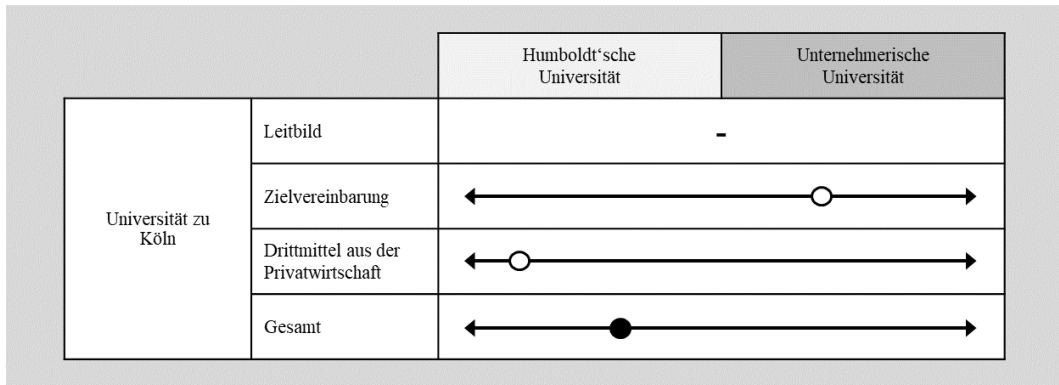 Humboldt‘sche
Universität
Unternehmerische
Universität
Universität zu
Köln
Leitbild
-
Zielvereinbarung
Drittmittel aus der
Privatwirtschaft
Gesamt